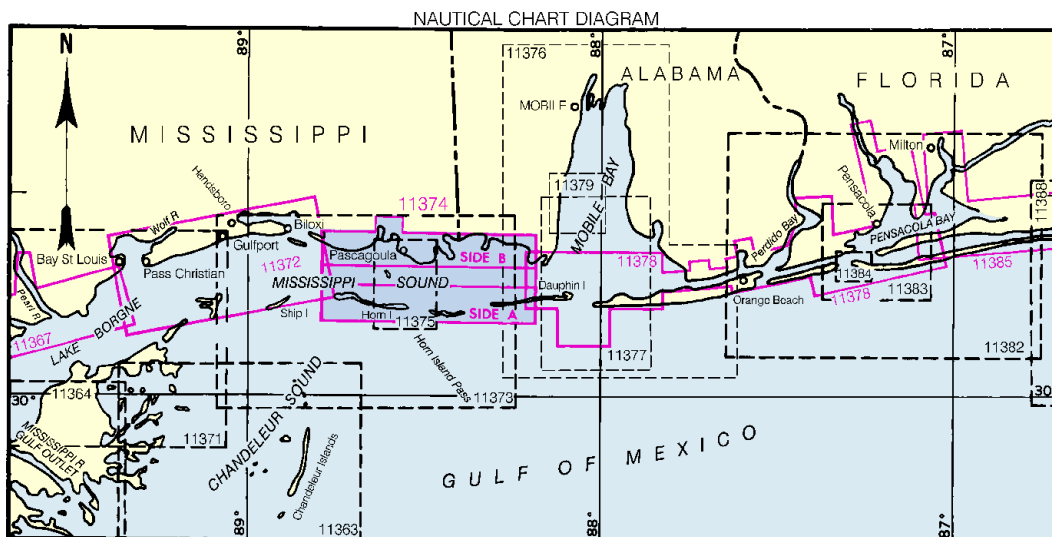 NAUTICAL CHART DIAGRAM
89°
88°
87°
N
11376
ALABAMA
FLORIDA
MOBILE
MISSISSIPPI
Milton
11379
Handsboro
11388
11374
MOBILE BAY
Pensacola
Wolf R
Biloxi
Perdido Bay
PENSACOLA BAY
Gulfport
Bay St Louis
Pascagoula
SIDE B
11378
Pass Christian
11372
11385
11384
MISSISSIPPI SOUND
Dauphin I
Orange Beach
11378
11383
Pearl R
Ship I
Horn I
SIDE A
11375
11367
LAKE BORGNE
11382
11377
Horn Island Pass
30°
11364
11373
30
CHANDELEUR SOUND
MISSISSIPPI R
GULF OUTLET
11371
GULF OF MEXICO
Chandeleur Islands
11363
89°
88°
87°